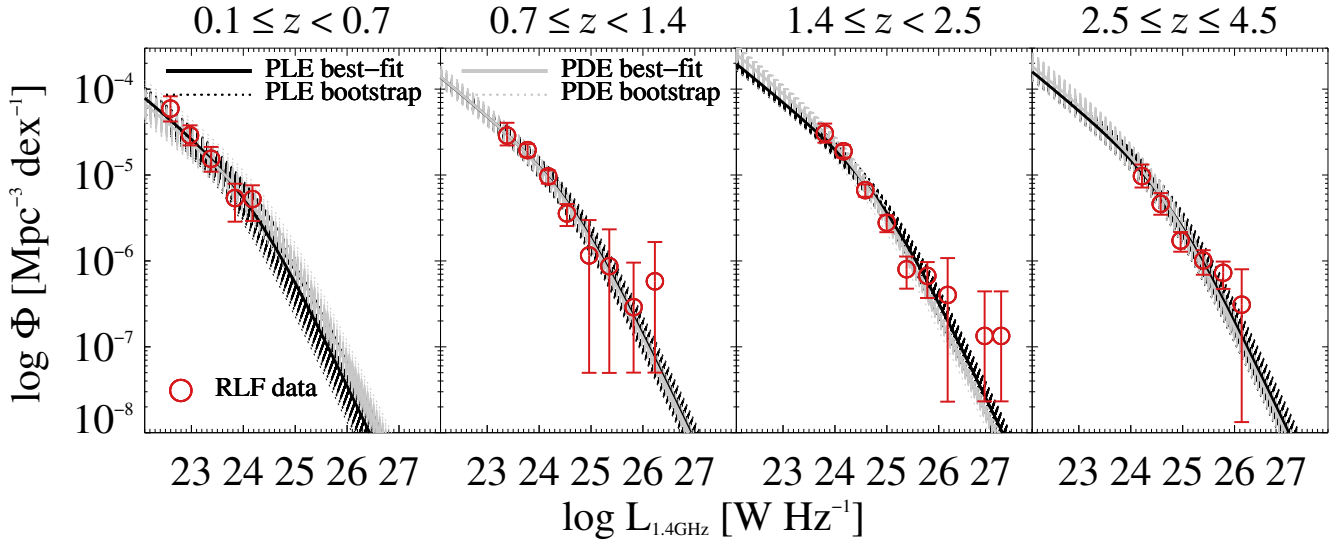 0.1 ≤ z < 0.7 0.7 ≤ z < 1.4 1.4 ≤ z < 2.5 2.5 ≤ z ≤ 4.5
PLE best−fit PDE best−fit
PLE bootstrap PDE bootstrap
10⁻⁴
10⁻⁵
10⁻⁶
10⁻⁷
10⁻⁸
log Φ [Mpc⁻³ dex⁻¹]
RLF data
23 24 25 26 27 23 24 25 26 27 23 24 25 26 27 23 24 25 26 27
log L1.4GHz [W Hz⁻¹]